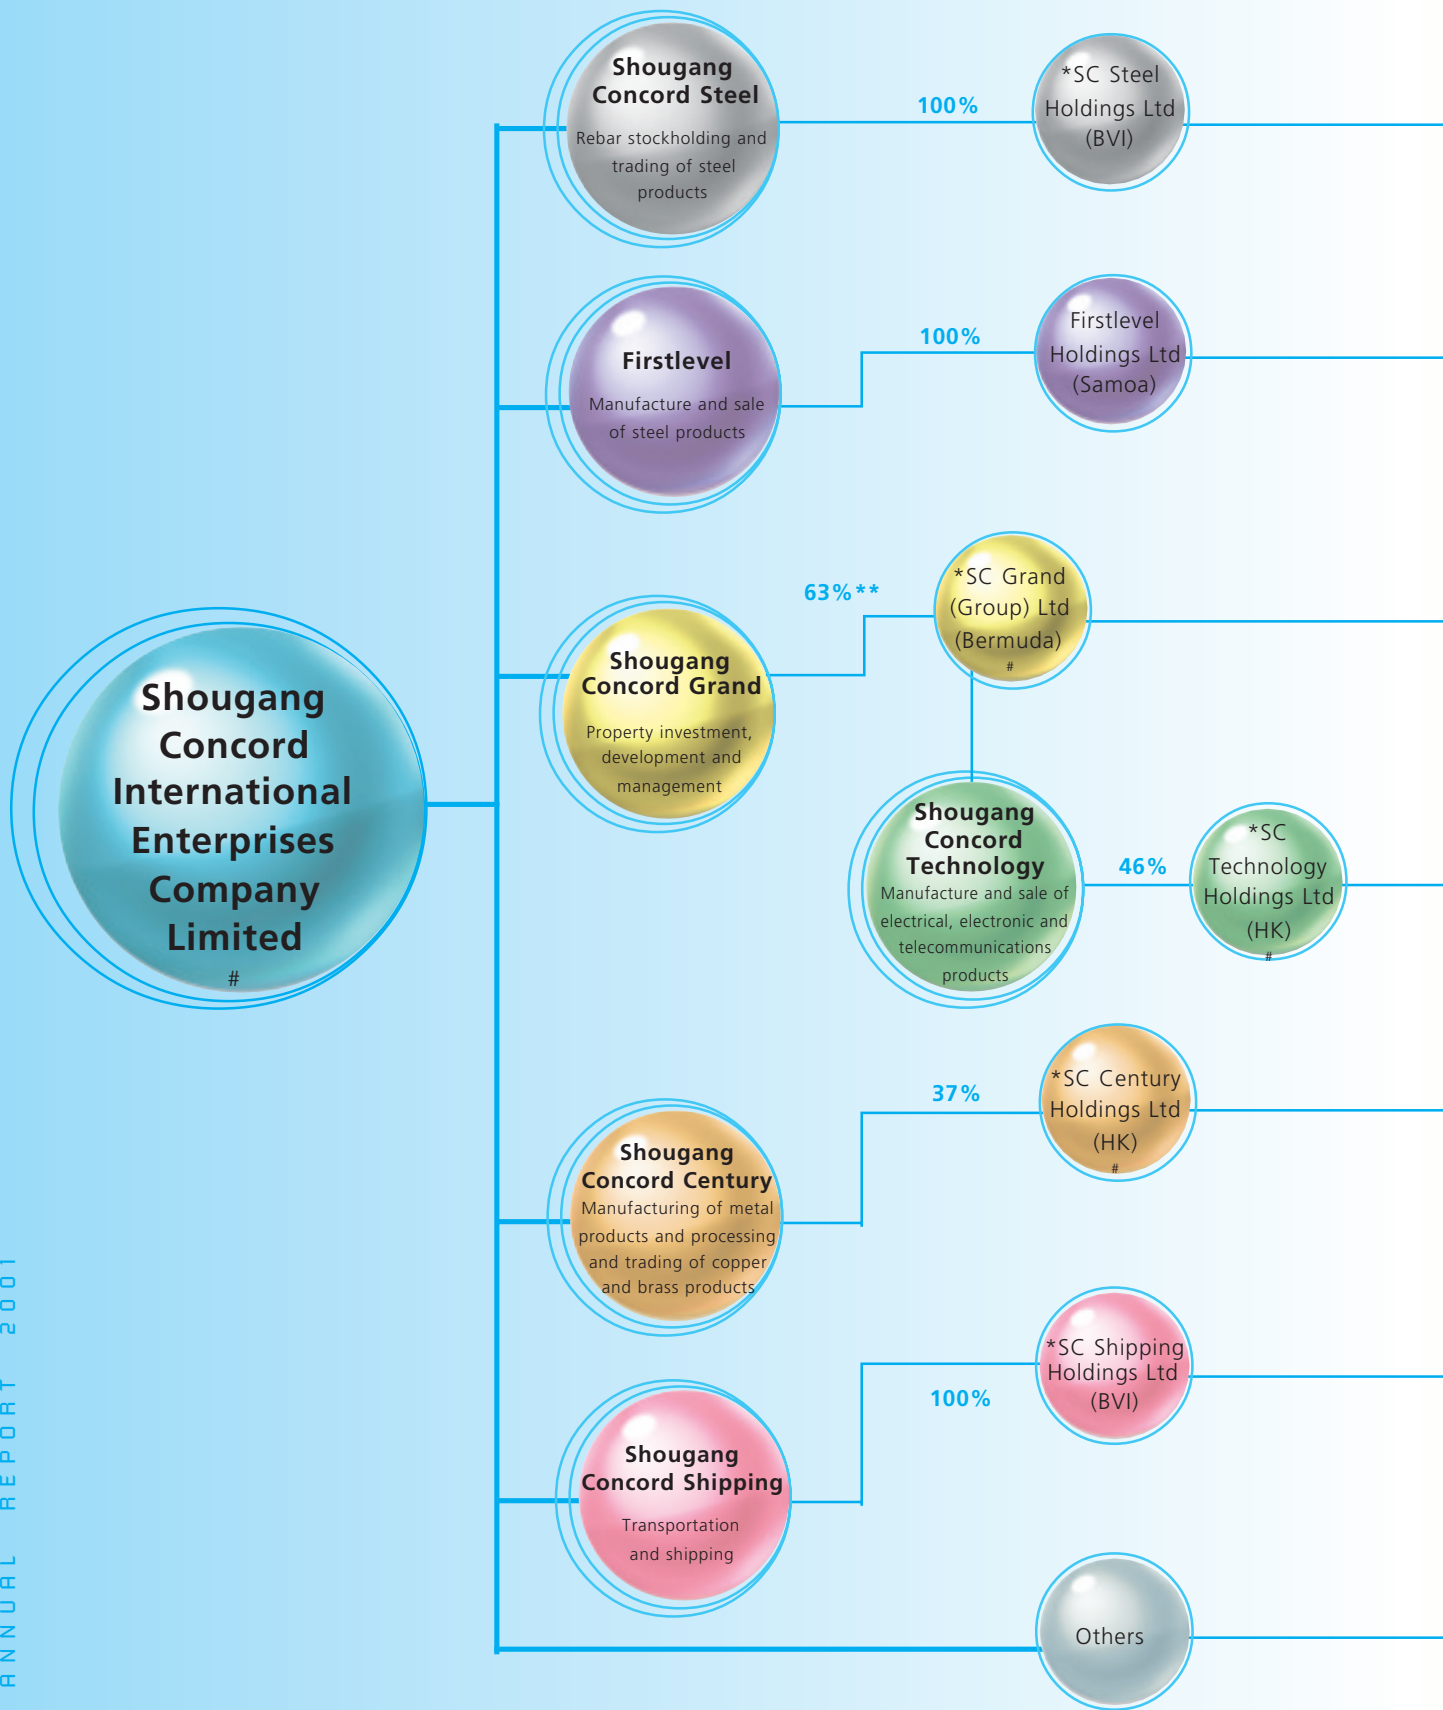 Shougang
Concord
International
Enterprises
Company
Limited
#
Shougang
Concord Steel
Rebar stockholding and
trading of steel
products
100%
*SC Steel
Holdings Ltd
(BVI)
Firstlevel
Manufacture and sale
of steel products
100%
Firstlevel
Holdings Ltd
(Samoa)
Shougang
Concord Grand
Property investment,
development and
management
63%**
*SC Grand
(Group) Ltd
(Bermuda)
#
Shougang
Concord
Technology
Manufacture and sale of
electrical, electronic and
telecommunications
products
46%
*SC
Technology
Holdings Ltd
(HK)
#
Shougang
Concord Century
Manufacturing of metal
products and processing
and trading of copper
and brass products
37%
*SC Century
Holdings Ltd
(HK)
#
Shougang
Concord Shipping
Transportation
and shipping
100%
*SC Shipping
Holdings Ltd
(BVI)
Others
ANNUAL REPORT 2001